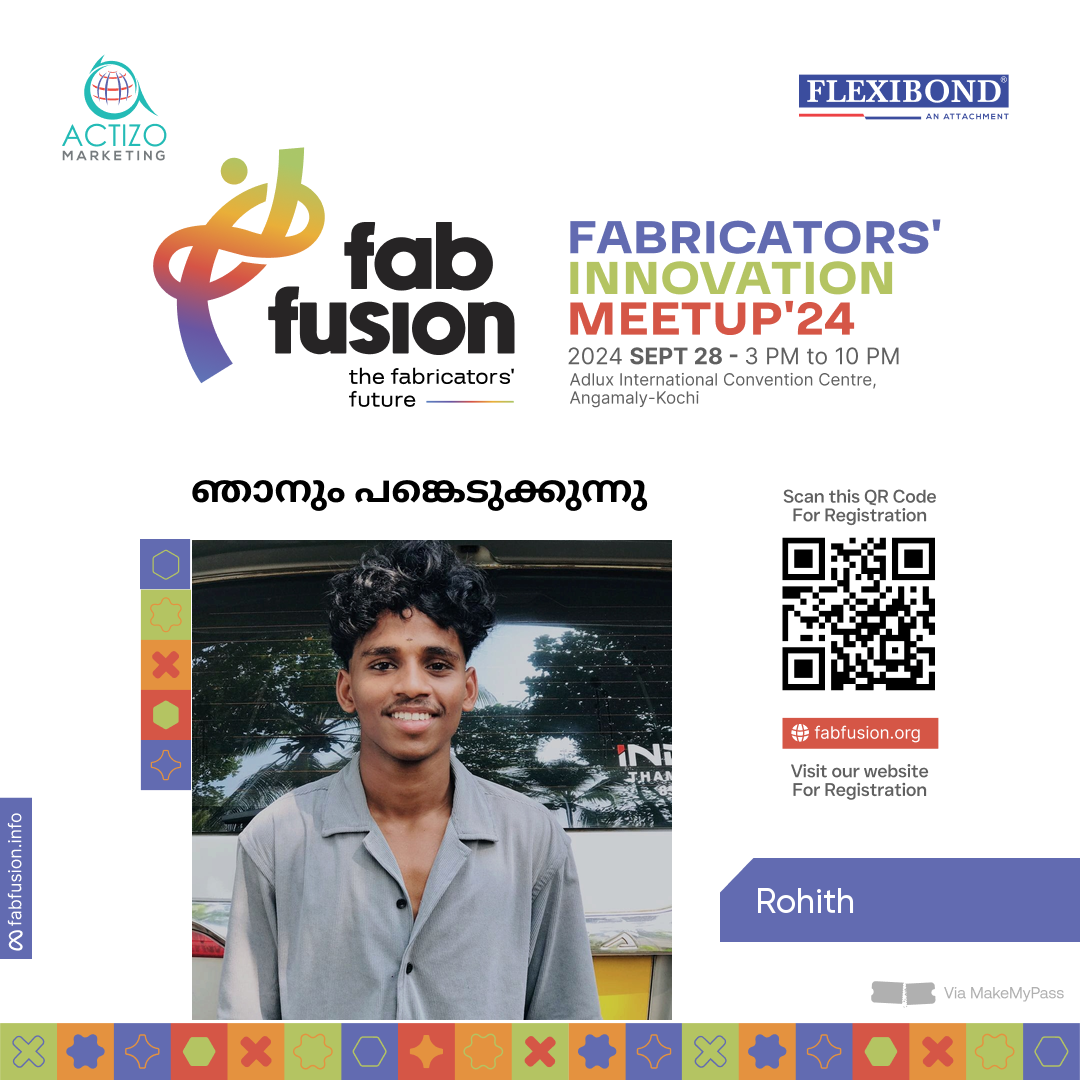 ACTIZO
MARKETING
FLEXIBOND®
AN ATTACHMENT
fab
fusion
the fabricators'
future
FABRICATORS'
INNOVATION
MEETUP'24
2024 SEPT 28 - 3 PM to 10 PM
Adlux International Convention Centre,
Angamaly-Kochi
ഞാനും പങ്കെടുക്കുന്നു
Scan this QR Code
For Registration
fabfusion.org
Visit our website
For Registration
fabfusion.info
Rohith
Via MakeMyPass